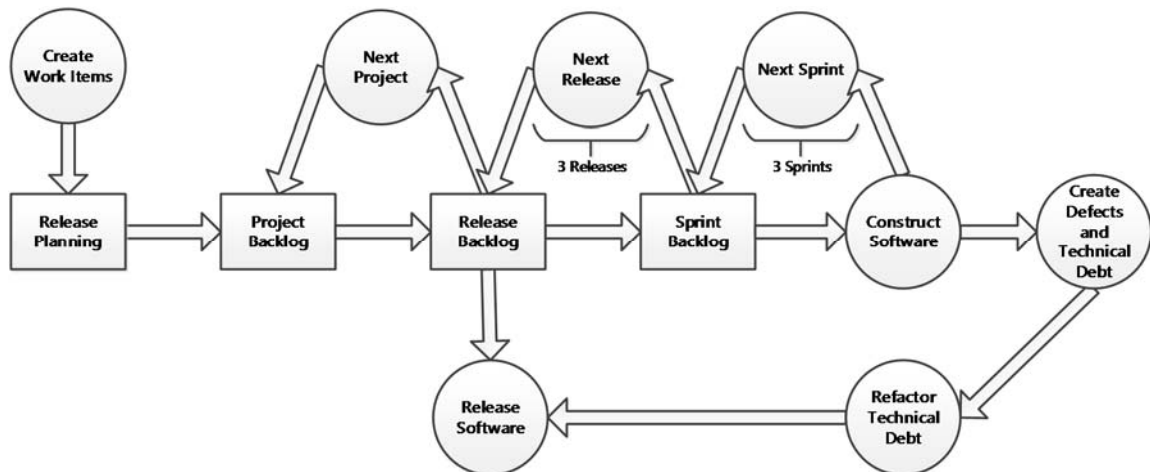 Create
Work Items
Next
Project
Next
Release
Next Sprint
3 Releases
3 Sprints
Release
Planning
Project
Backlog
Release
Backlog
Sprint
Backlog
Construct
Software
Create
Defects
and
Technical
Debt
Release
Software
Refactor
Technical
Debt